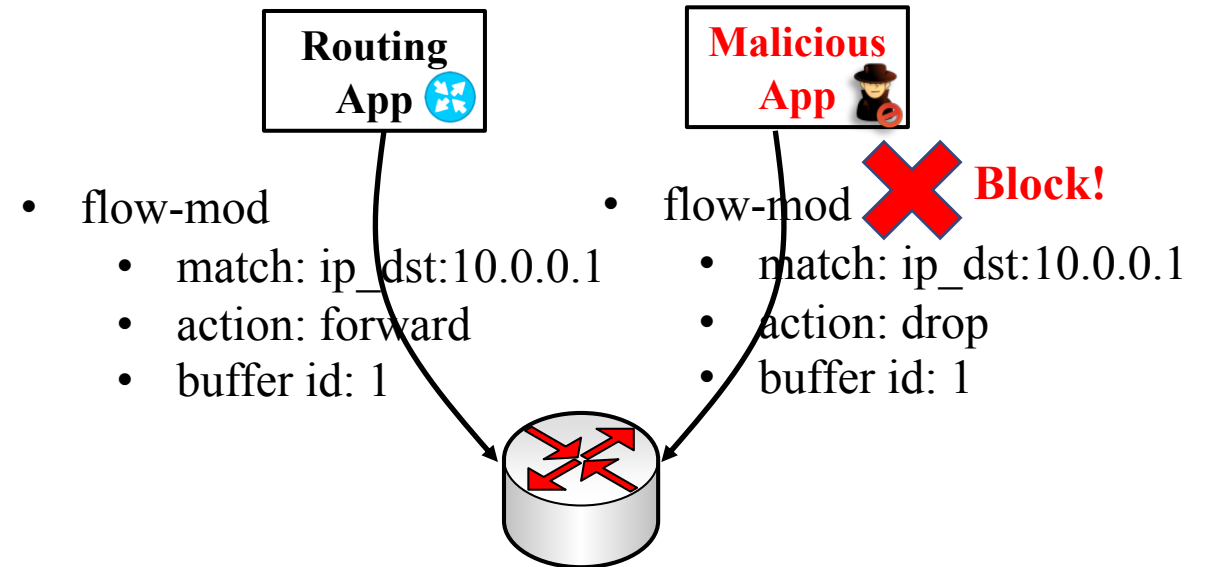 Routing
App
Malicious
App
Block!
• flow-mod
• match: ip_dst:10.0.0.1
• action: forward
• buffer id: 1
• flow-mod
• match: ip_dst:10.0.0.1
• action: drop
• buffer id: 1